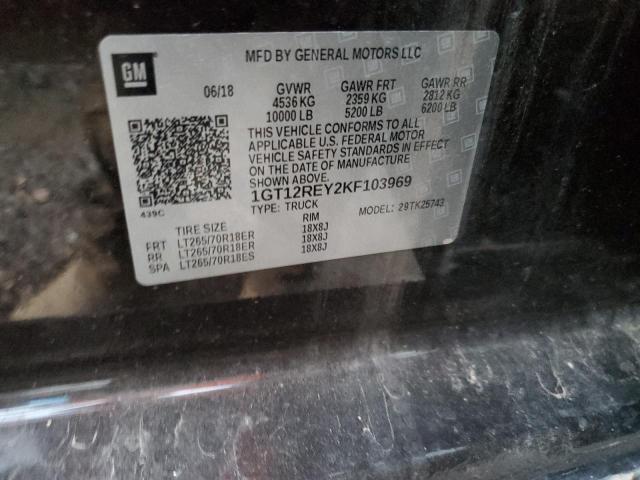 GM
MFD BY GENERAL MOTORS LLC
06/18 GVWR GAWR FRT GAWR RR
4536 KG 2359 KG 2812 KG
10000 LB 5200 LB 6200 LB
THIS VEHICLE CONFORMS TO ALL
APPLICABLE U.S. FEDERAL MOTOR
VEHICLE SAFETY STANDARDS IN EFFECT
ON THE DATE OF MANUFACTURE
SHOWN ABOVE.
1GT12REY2KF103969
TYPE: TRUCK MODEL: 29TK25743
439C
TIRE SIZE RIM
FRT LT265/70R18ER 18X8J
RR LT265/70R18ER 18X8J
SPA LT265/70R18ES 18X8J